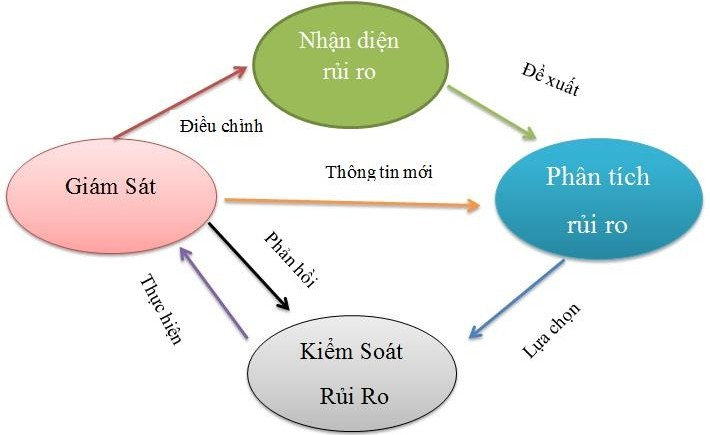 Nhận diện
rủi ro
Đề xuất
Điều chỉnh
Thông tin mới
Giám Sát
Phân tích
rủi ro
Phản hồi
Thực hiện
Lựa chọn
Kiểm Soát
Rủi Ro